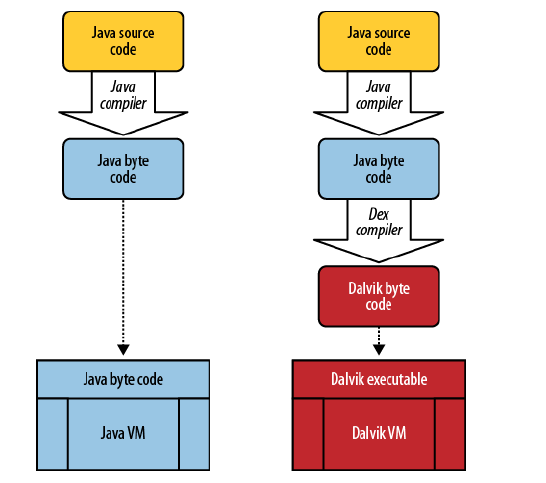 Java source
code
Java
compiler
Java byte
code
Java byte code
Java VM
Java source
code
Java
compiler
Java byte
code
Dex
compiler
Dalvik byte
code
Dalvik executable
Dalvik VM